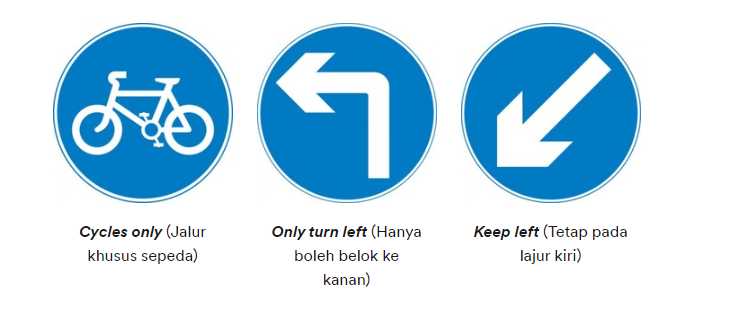 Cycles only (Jalur
khusus sepeda)
Only turn left (Hanya
boleh belok ke
kanan)
Keep left (Tetap pada
lajur kiri)